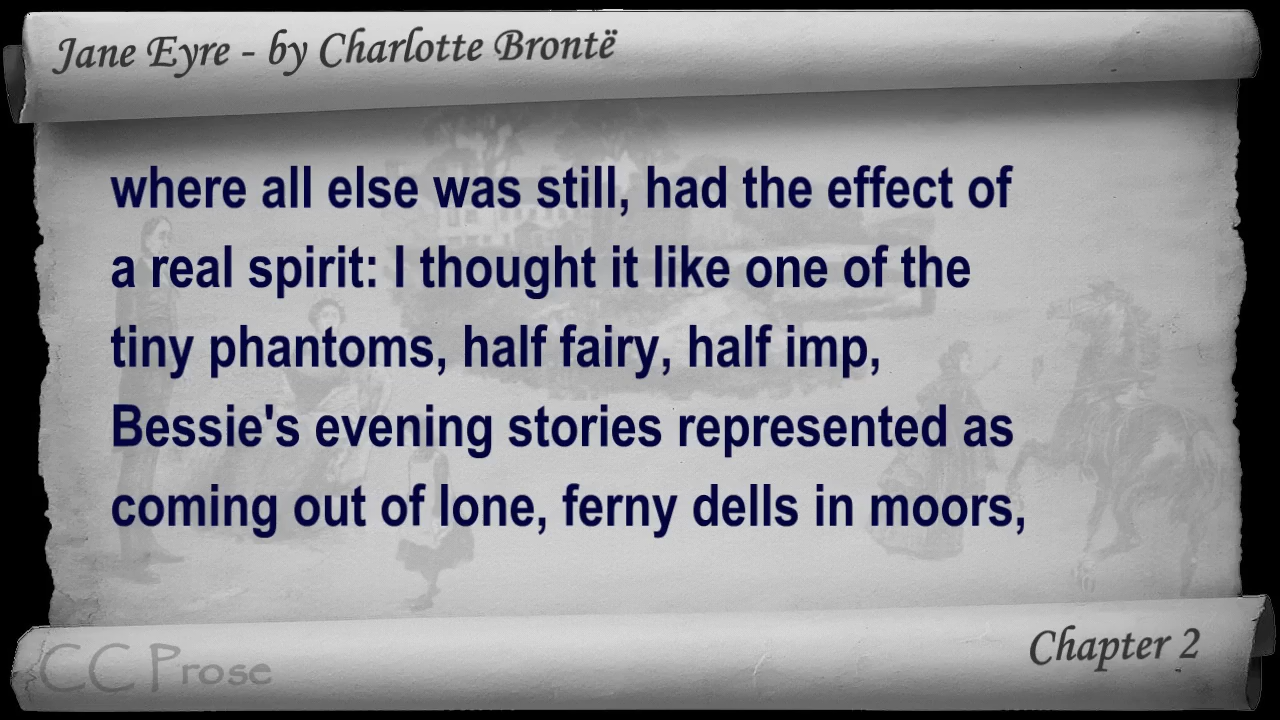 Jane Eyre - by Charlotte Brontë
where all else was still, had the effect of
a real spirit: I thought it like one of the
tiny phantoms, half fairy, half imp,
Bessie's evening stories represented as
coming out of lone, ferny dells in moors,
Chapter 2
CC Prose